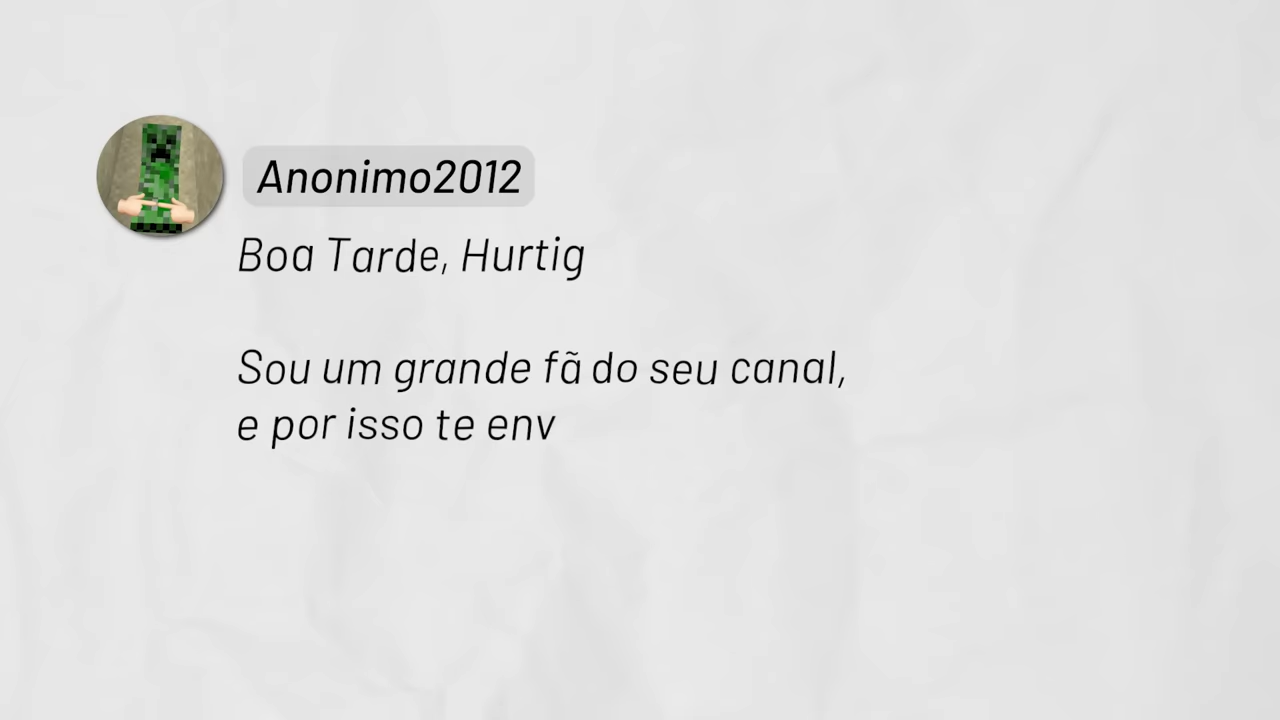 Anonimo2012
Boa Tarde, Hurtig
Sou um grande fã do seu canal,
e por isso te env